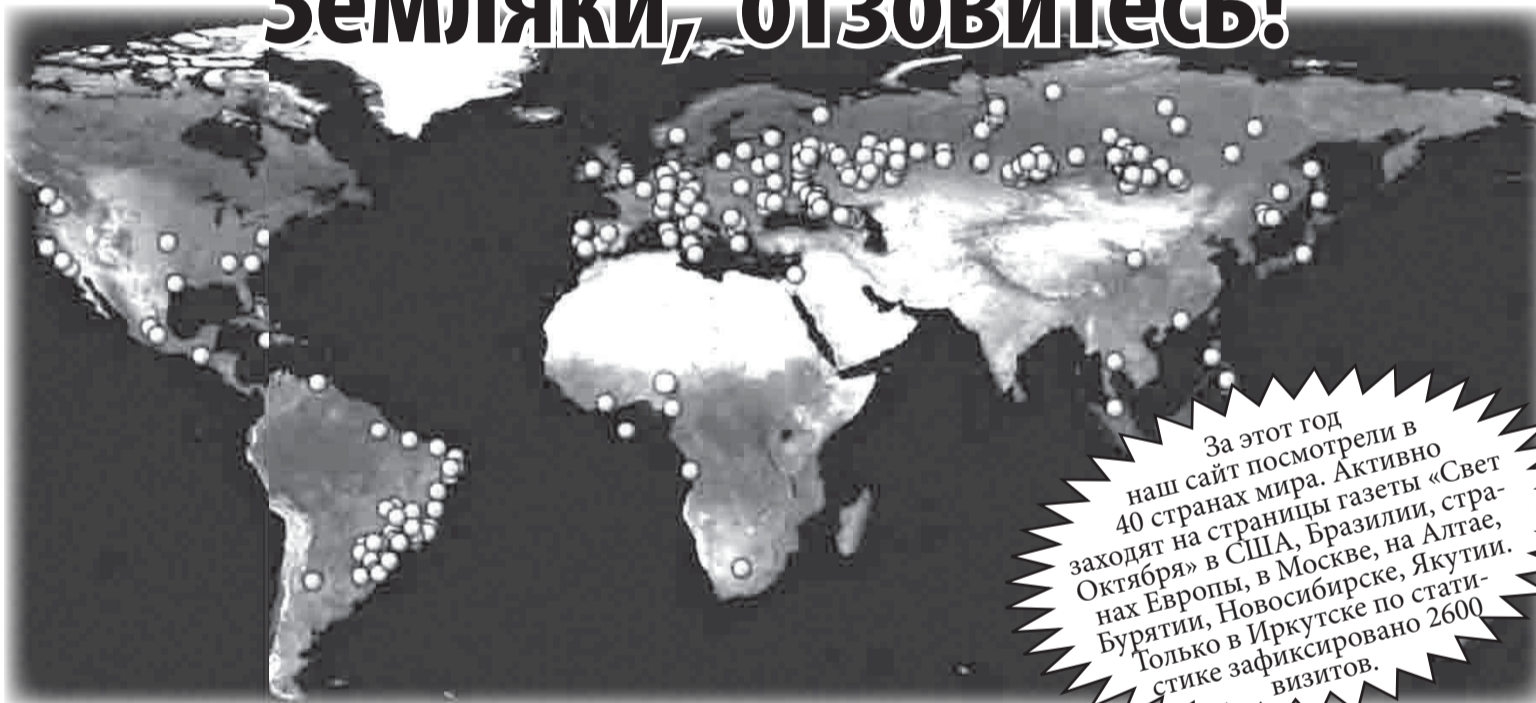 Земляки, отзовитесь!
За этот год
наш сайт посмотрели в
40 странах мира. Активно
заходят на страницы газеты «Свет
Октября» в США, Бразилии, стра-
нах Европы, в Москве, на Алтае,
Бурятии, Новосибирске, Якутии.
Только в Иркутске по стати-
стике зафиксировано 2600
визитов.